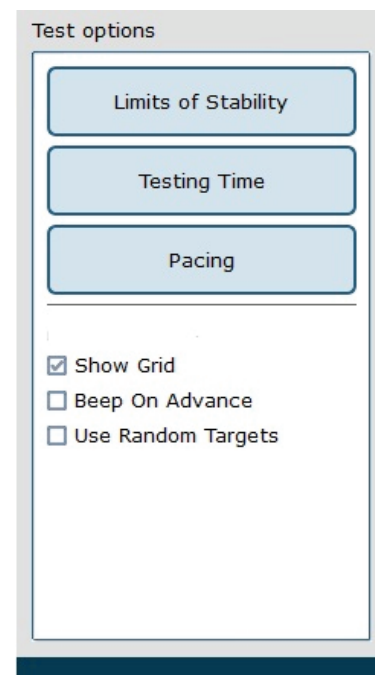 Test options
Limits of Stability
Testing Time
Pacing
Show Grid
Beep On Advance
Use Random Targets